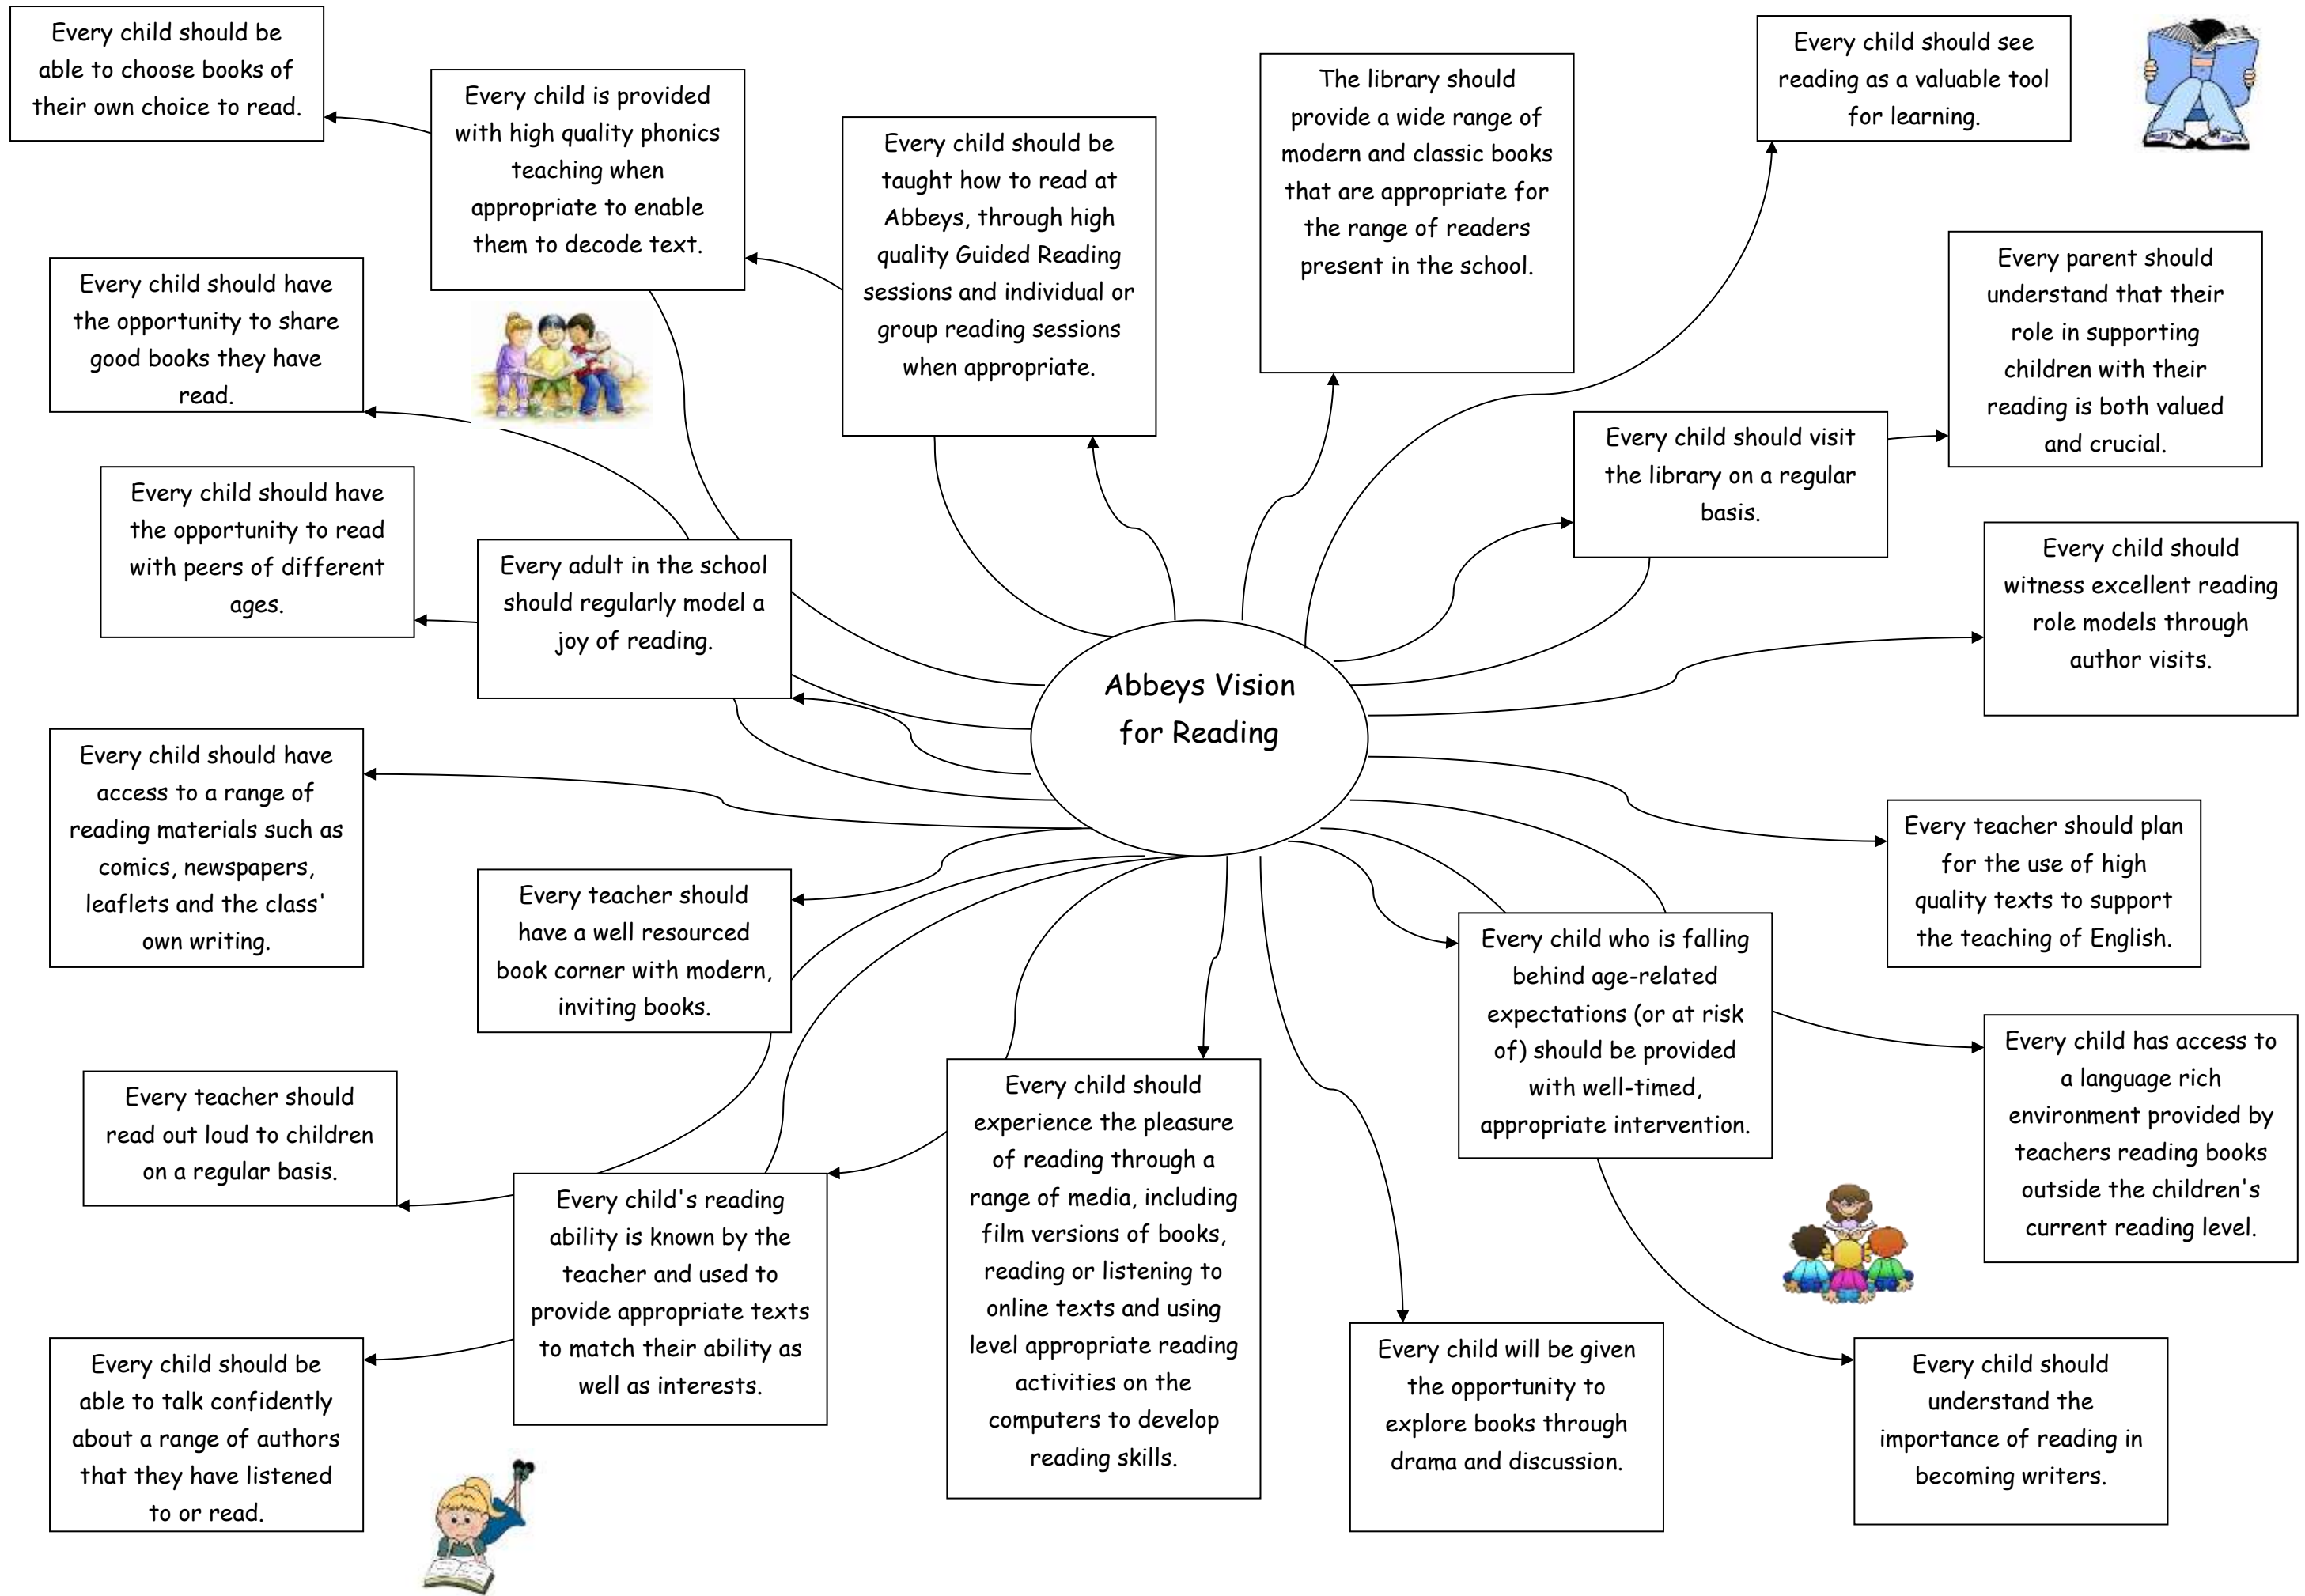 Every child should be
able to choose books of
their own choice to read.
Every child is provided
with high quality phonics
teaching when
appropriate to enable
them to decode text.
Every child should be
taught how to read at
Abbeys, through high
quality Guided Reading
sessions and individual or
group reading sessions
when appropriate.
The library should
provide a wide range of
modern and classic books
that are appropriate for
the range of readers
present in the school.
Every child should see
reading as a valuable tool
for learning.
Every child should have
the opportunity to share
good books they have
read.
Every parent should
understand that their
role in supporting
children with their
reading is both valued
and crucial.
Every child should visit
the library on a regular
basis.
Every child should have
the opportunity to read
with peers of different
ages.
Every adult in the school
should regularly model a
joy of reading.
Every child should
witness excellent reading
role models through
author visits.
Abbeys Vision
for Reading
Every child should have
access to a range of
reading materials such as
comics, newspapers,
leaflets and the class'
own writing.
Every teacher should
have a well resourced
book corner with modern,
inviting books.
Every teacher should plan
for the use of high
quality texts to support
the teaching of English.
Every child who is falling
behind age-related
expectations (or at risk
of) should be provided
with well-timed,
appropriate intervention.
Every child has access to
a language rich
environment provided by
teachers reading books
outside the children's
current reading level.
Every teacher should
read out loud to children
on a regular basis.
Every child's reading
ability is known by the
teacher and used to
provide appropriate texts
to match their ability as
well as interests.
Every child should
experience the pleasure
of reading through a
range of media, including
film versions of books,
reading or listening to
online texts and using
level appropriate reading
activities on the
computers to develop
reading skills.
Every child should be
able to talk confidently
about a range of authors
that they have listened
to or read.
Every child will be given
the opportunity to
explore books through
drama and discussion.
Every child should
understand the
importance of reading in
becoming writers.